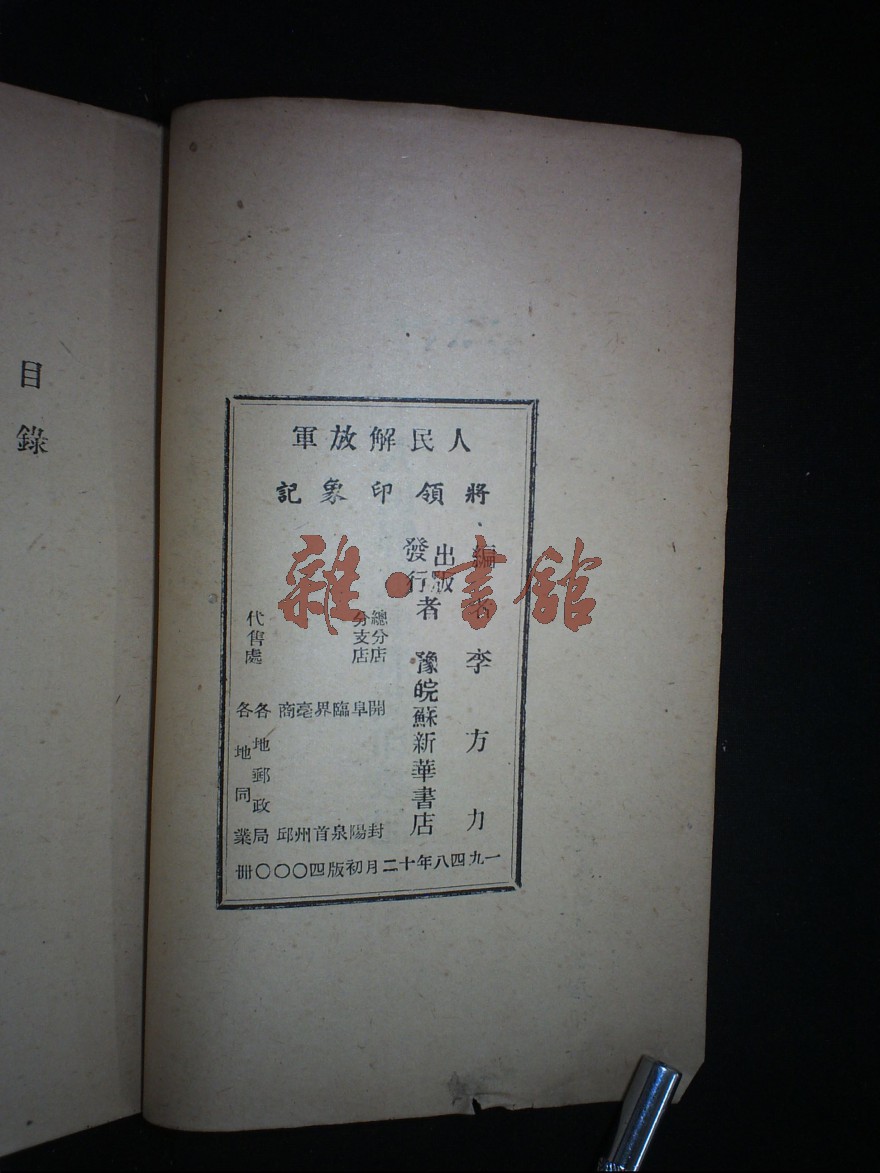 人民解放軍
將領印象記
編者 李方力
出版
發行者 豫皖蘇新華書店
總分店 開封
分支店 阜陽
臨泉
界首
亳州
商邱
代售處 各地郵政局
各地同業
一九四八年十二月初版四〇〇〇冊
目錄
雜·書館